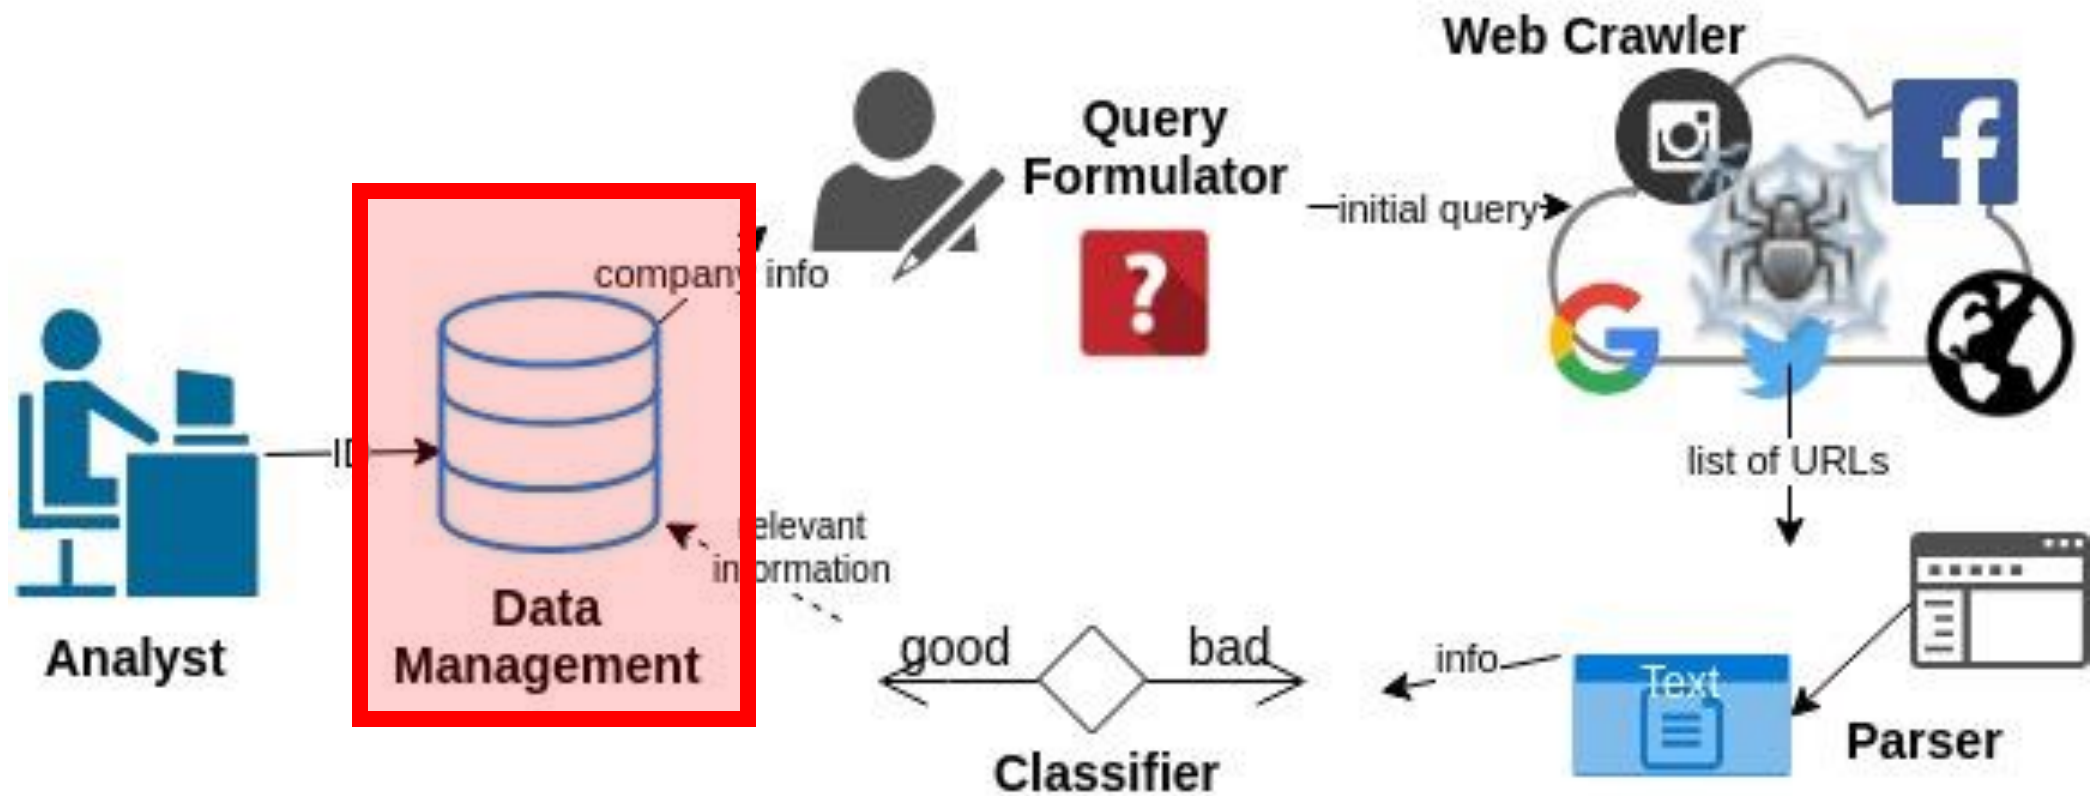 Web Crawler
Query
Formulator
initial query
company info
ID
list of URLs
relevant
information
Data
Management
Analyst
good
bad
info
Text
Parser
Classifier